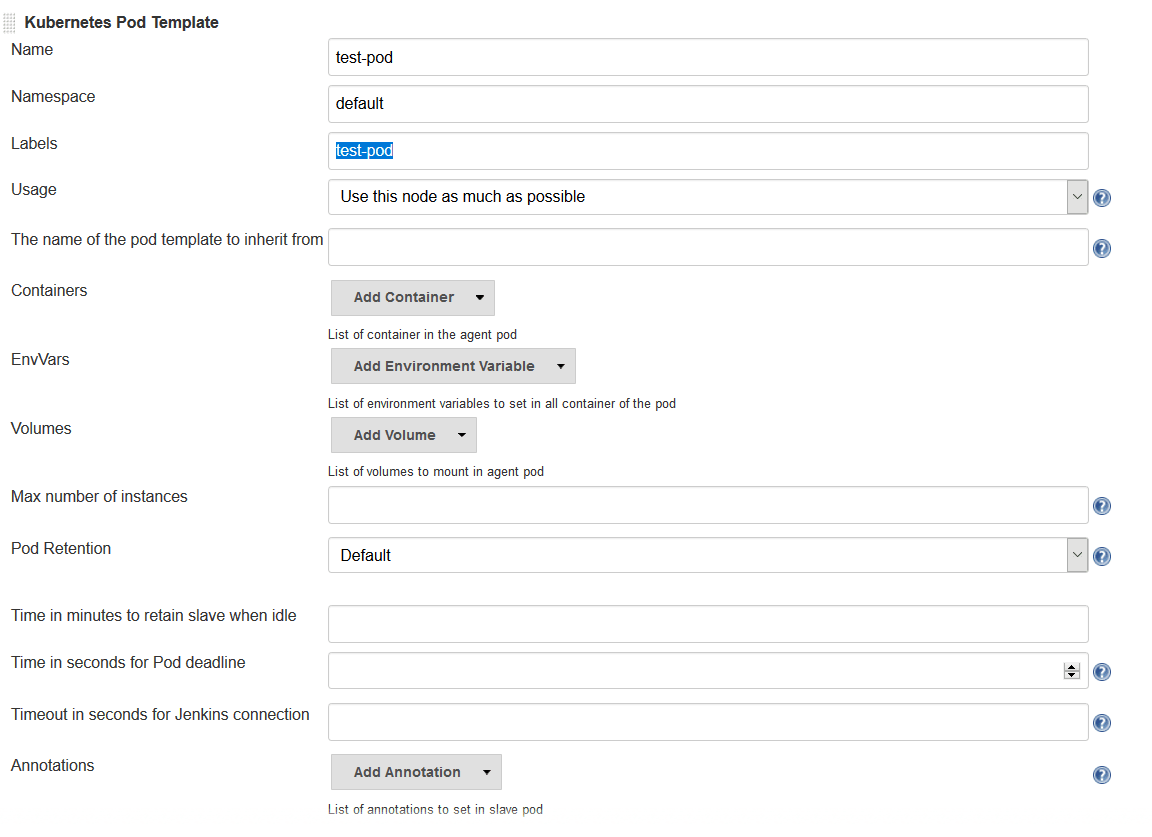 Kubernetes Pod Template
Name
test-pod
Namespace
default
Labels
test-pod
Usage
Use this node as much as possible
The name of the pod template to inherit from
Containers
Add Container
List of container in the agent pod
EnvVars
Add Environment Variable
List of environment variables to set in all container of the pod
Volumes
Add Volume
List of volumes to mount in agent pod
Max number of instances
Pod Retention
Default
Time in minutes to retain slave when idle
Time in seconds for Pod deadline
Timeout in seconds for Jenkins connection
Annotations
Add Annotation
List of annotations to set in slave pod